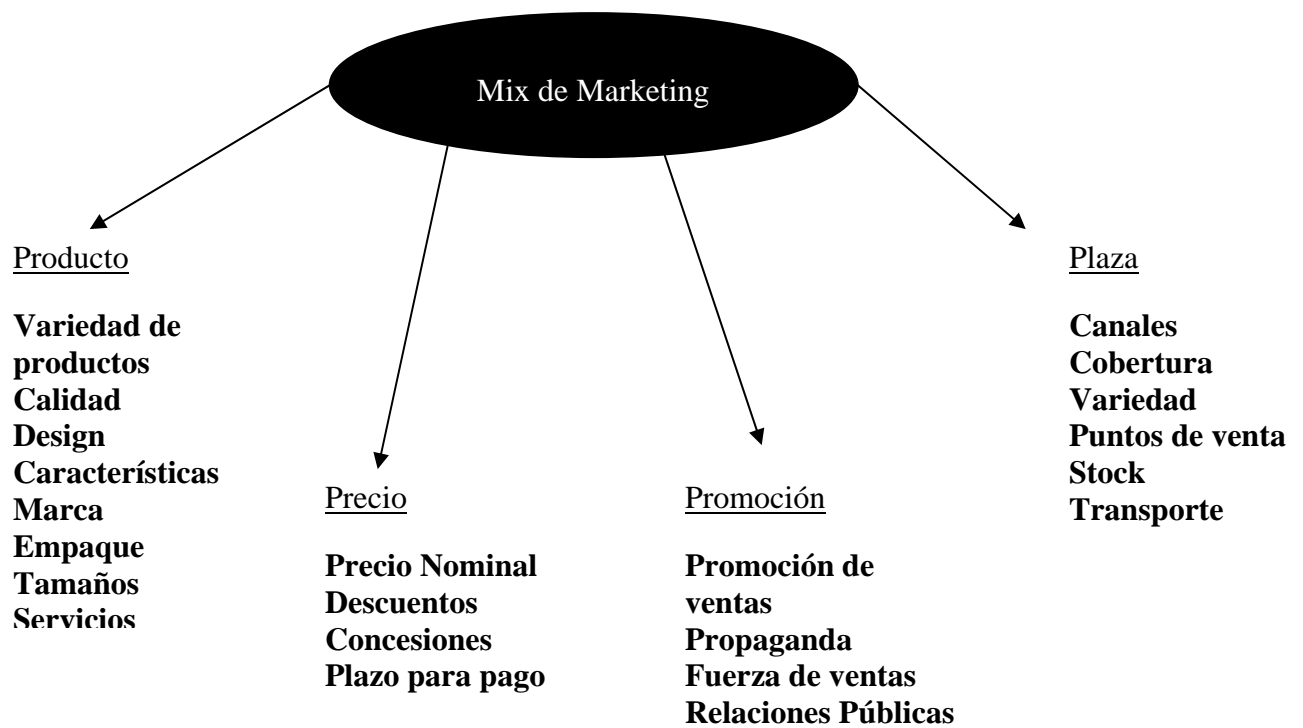 Mix de Marketing
Producto
Variedad de
productos
Calidad
Design
Características
Marca
Empaque
Tamaños
Servicios
Precio
Precio Nominal
Descuentos
Concesiones
Plazo para pago
Promoción
Promoción de
ventas
Propaganda
Fuerza de ventas
Relaciones Públicas
Plaza
Canales
Cobertura
Variedad
Puntos de venta
Stock
Transporte